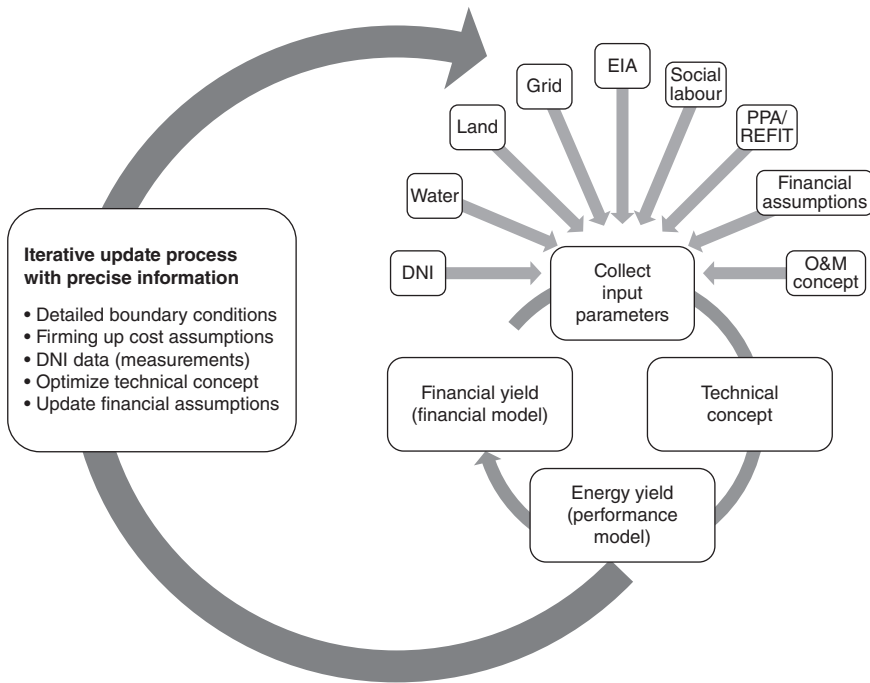 EIA
Social
labour
Grid
PPA/
REFIT
Land
Financial
assumptions
Water
DNI
Collect
input
parameters
O&M
concept
Iterative update process
with precise information
• Detailed boundary conditions
• Firming up cost assumptions
• DNI data (measurements)
• Optimize technical concept
• Update financial assumptions
Financial yield
(financial model)
Technical
concept
Energy yield
(performance
model)